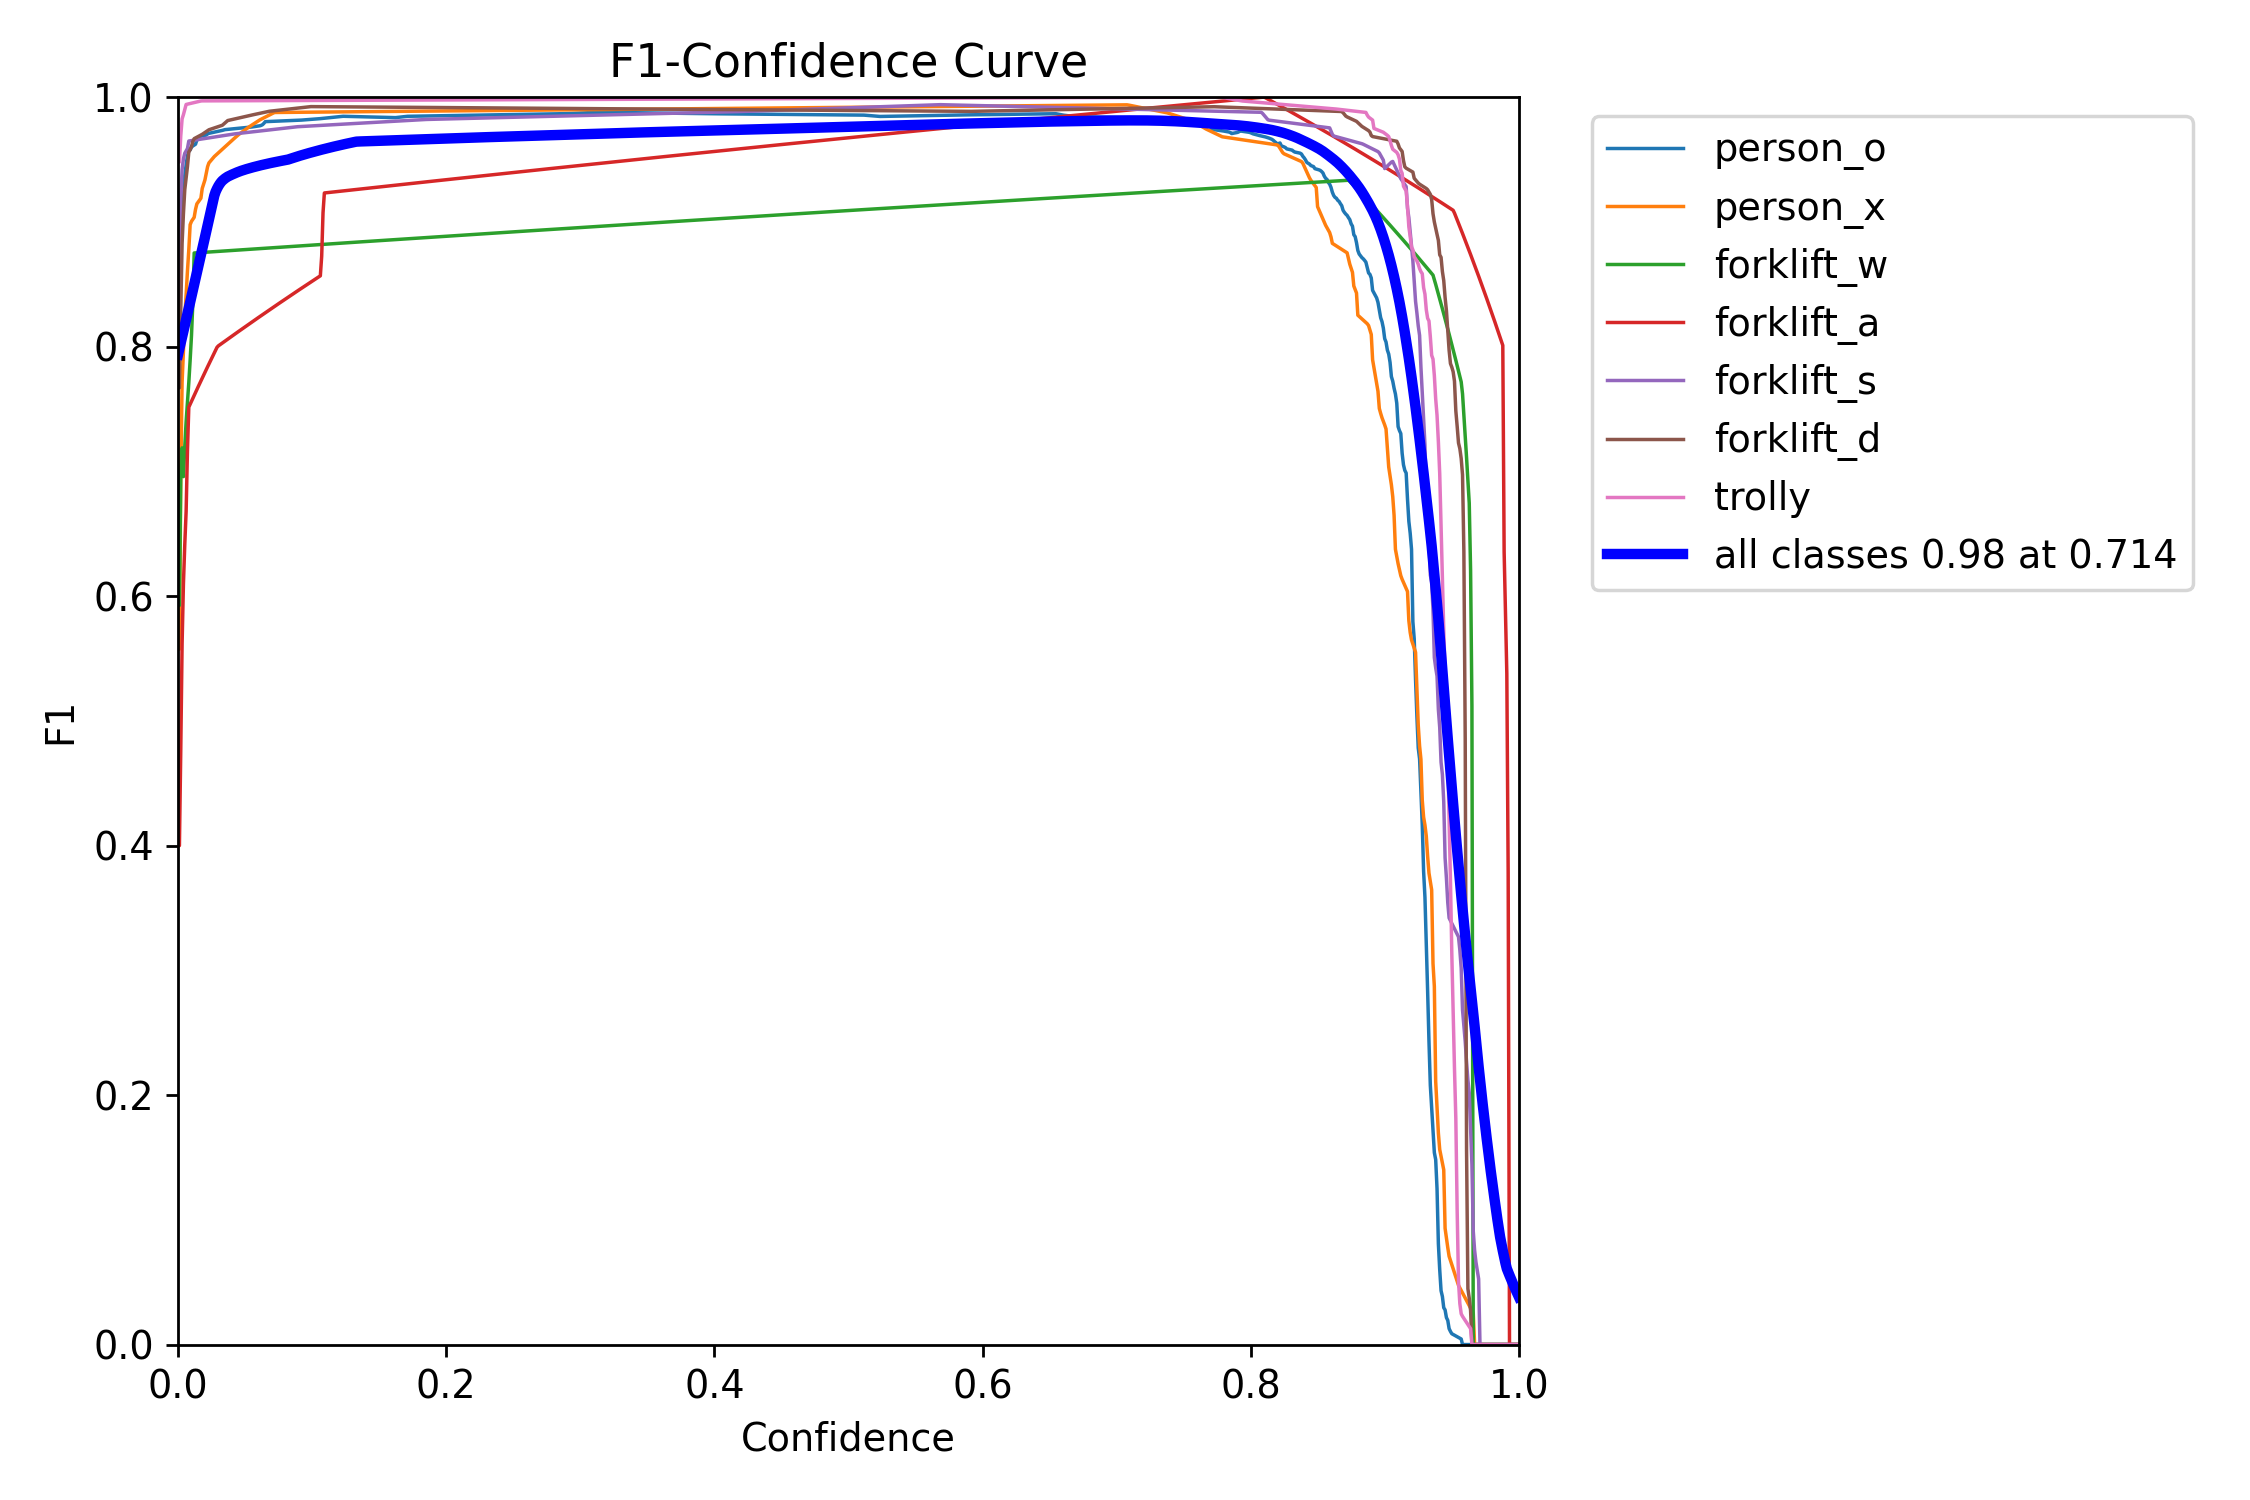 F1-Confidence Curve
1.0
0.8
0.6
0.4
0.2
0.0
F1
0.0 0.2 0.4 0.6 0.8 1.0
Confidence
person_o
person_x
forklift_w
forklift_a
forklift_s
forklift_d
trolly
all classes 0.98 at 0.714